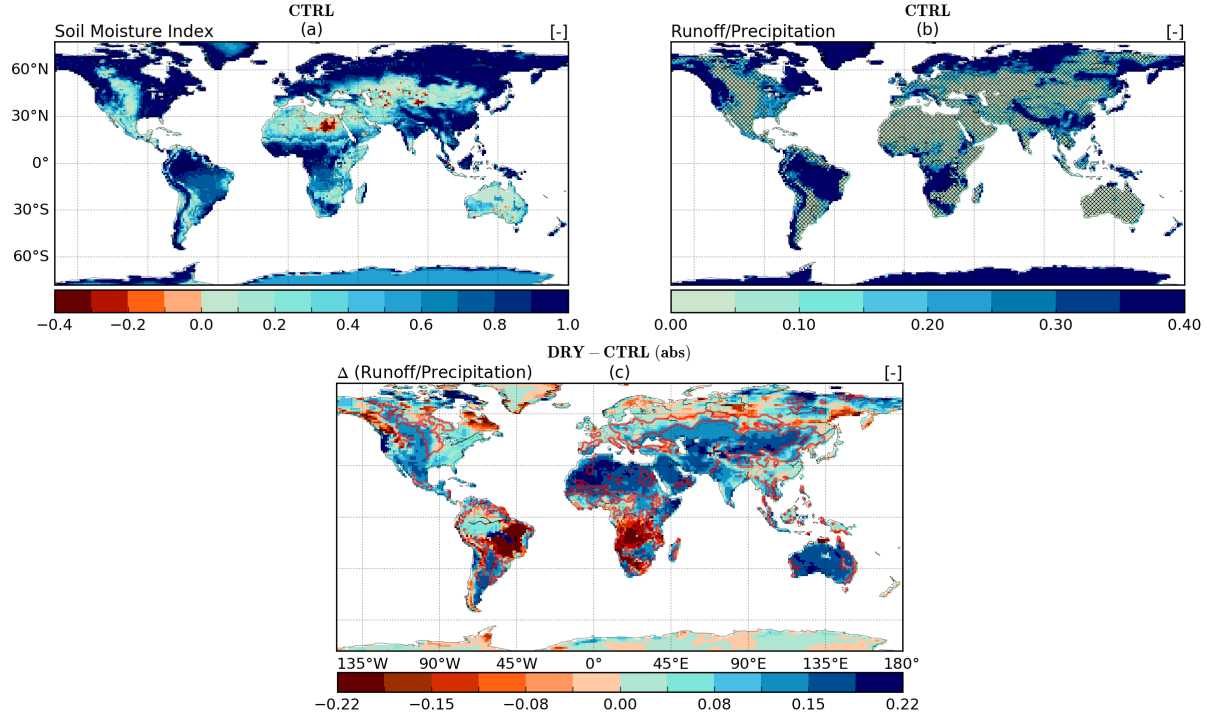 CTRL
Soil Moisture Index (a) [-]
60°N
30°N
0°
30°S
60°S
−0.4 −0.2 0.0 0.2 0.4 0.6 0.8 1.0
CTRL
Runoff/Precipitation (b) [-]
0.00 0.10 0.20 0.30 0.40
DRY − CTRL (abs)
Δ (Runoff/Precipitation) (c) [-]
135°W 90°W 45°W 0° 45°E 90°E 135°E 180°
−0.22 −0.15 −0.08 0.00 0.08 0.15 0.22